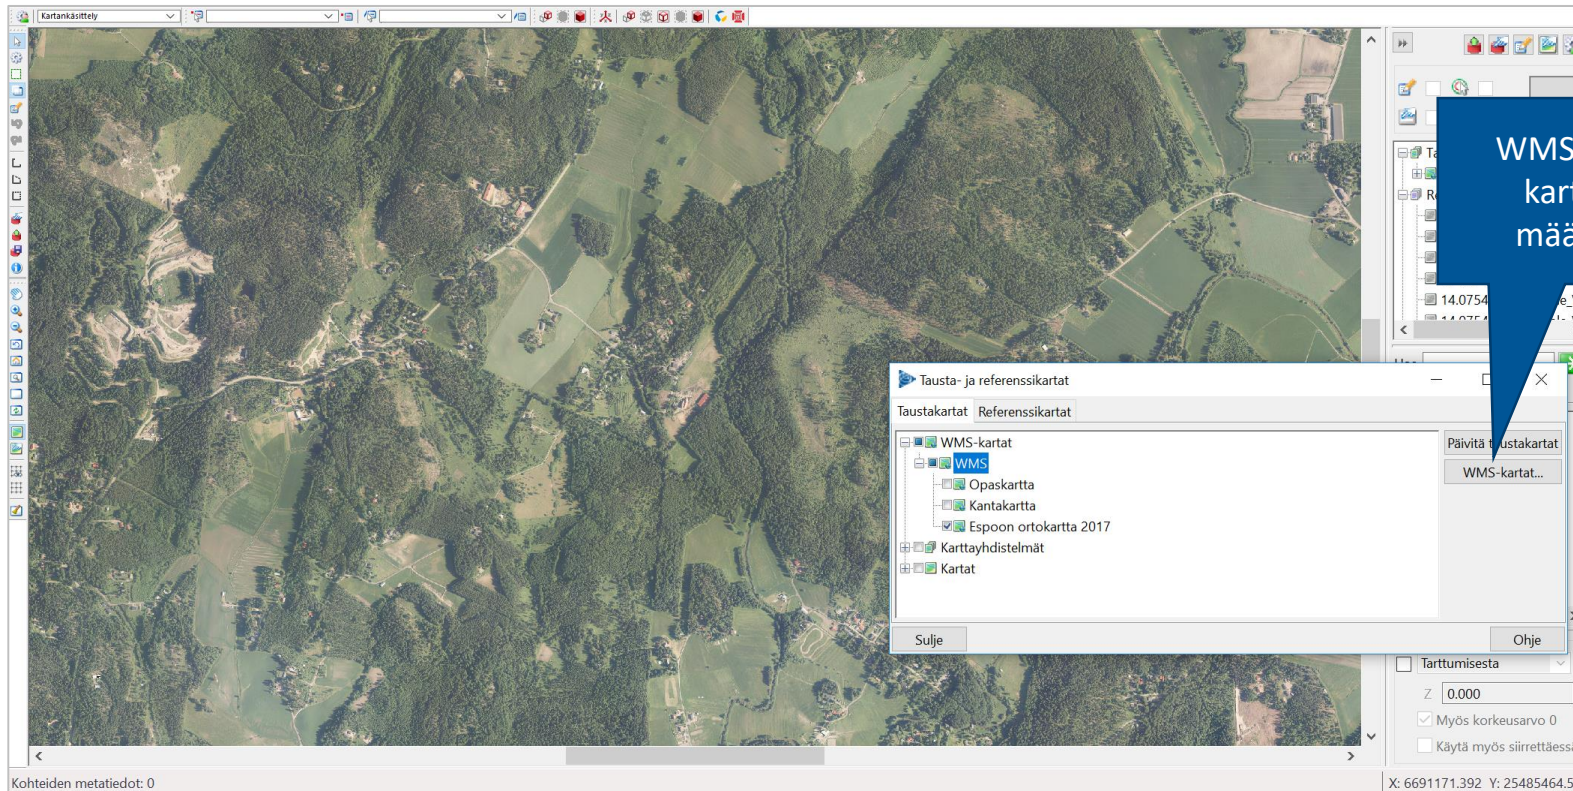 Kartankäsittely
WMS
kar
mää
14.0754
Tausta- ja referenssikartat
Taustakartat Referenssikartat
WMS-kartat
WMS
Opaskartta
Kantakartta
Espoon ortokartta 2017
Karttayhdistelmät
Kartat
Päivitä t ustakartat
WMS-kartat...
Sulje
Ohje
Tarttumisesta
Z 0.000
Myös korkeusarvo 0
Käytä myös siirrettäess
Kohteiden metatiedot: 0
X: 6691171.392 Y: 25485464.5